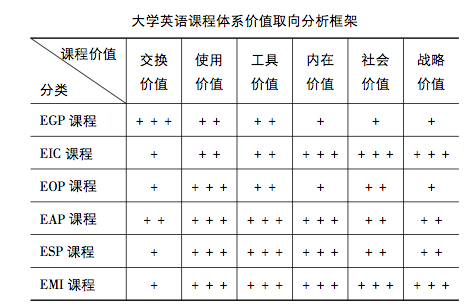 大学英语课程体系价值取向分析框架
课程价值 交换价值 使用价值 工具价值 内在价值 社会价值 战略价值
分类
EGP 课程 + + + + + + + + + +
EIC 课程 + + + + + + + + + + + + + +
EOP 课程 + + + + + + + + + +
EAP 课程 + + + + + + + + + + + + + + +
ESP 课程 + + + + + + + + + + + + + +
EMI 课程 + + + + + + + + + + + + + + + +